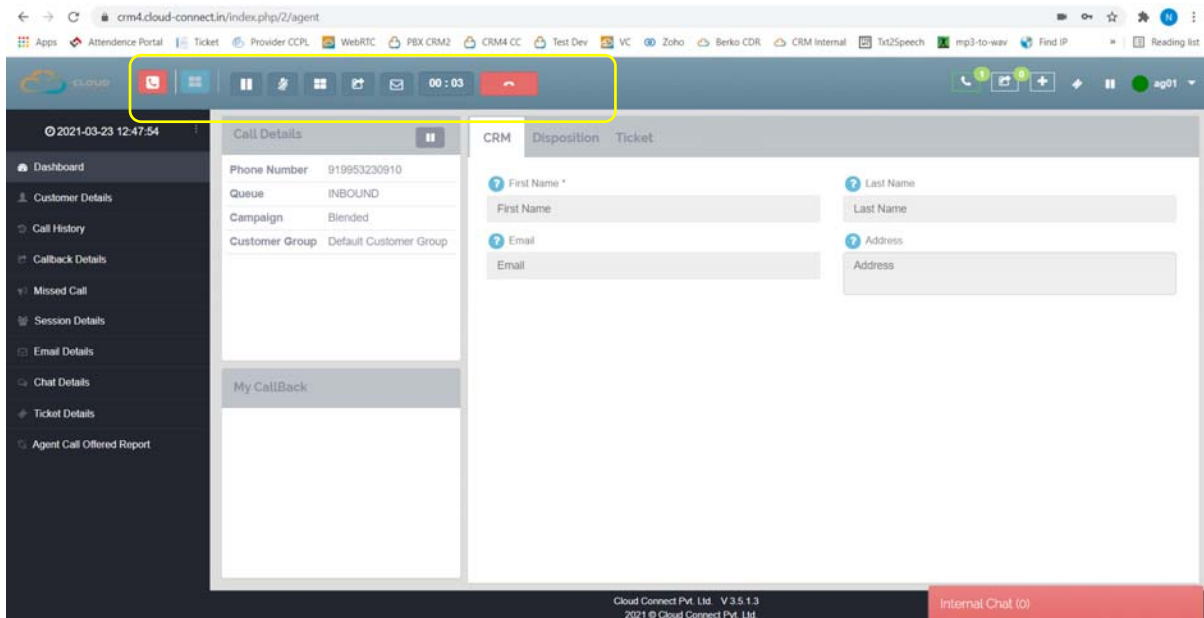 crm4.cloud-connect.in/index.php/2/agent
N
Apps Attendence Portal Ticket Provider CCPL WebRTC PBX CRM2 CRM4 CC Test Dev VC Zoho Berko CDR CRM Internal Txt2Speech mp3-to-wav Find IP » Reading list
CLOUD 00 : 03 1 0 ag01
2021-03-23 12:47:54
Dashboard
Customer Details
Call History
Callback Details
Missed Call
Session Details
Email Details
Chat Details
Ticket Details
Agent Call Offered Report
Call Details
Phone Number 919953230910
Queue INBOUND
Campaign Blended
Customer Group Default Customer Group
My CallBack
CRM Disposition Ticket
First Name * Last Name
First Name Last Name
Email Address
Email Address
Cloud Connect Pvt. Ltd. V 3.5.1.3
2021 © Cloud Connect Pvt. Ltd.
Internal Chat (0)